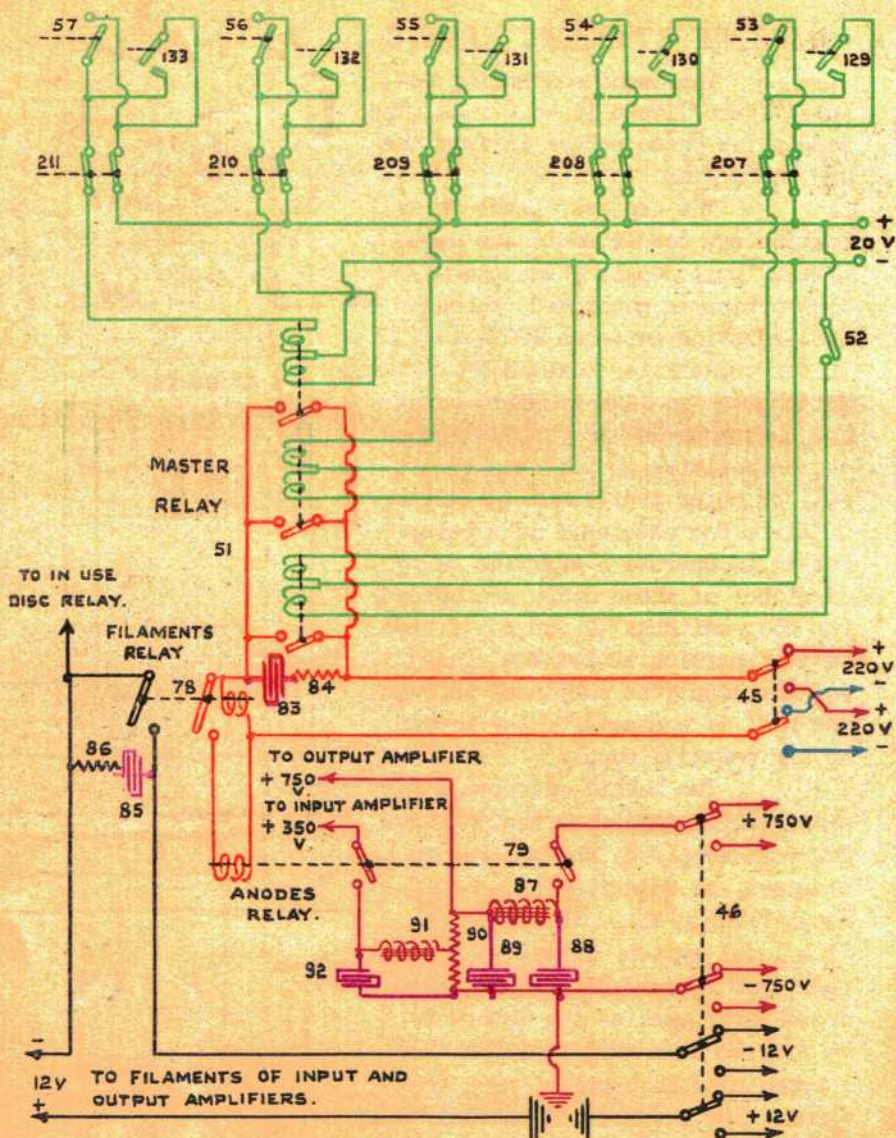 57 133 56 132 55 131 54 130 53 129
211 210 209 208 207
+
20 V
-
52
MASTER
RELAY
51
TO IN USE
DISC RELAY.
FILAMENTS
RELAY
78
83
84
45
+
220V
-
+
220V
-
86
85
TO OUTPUT AMPLIFIER
+ 750
V.
TO INPUT AMPLIFIER
+ 350
V
79
+ 750V
ANODES
RELAY.
87
91
90
89
88
92
46
- 750V
- 12V
-
12V
+
TO FILAMENTS OF INPUT AND
OUTPUT AMPLIFIERS.
+ 12V